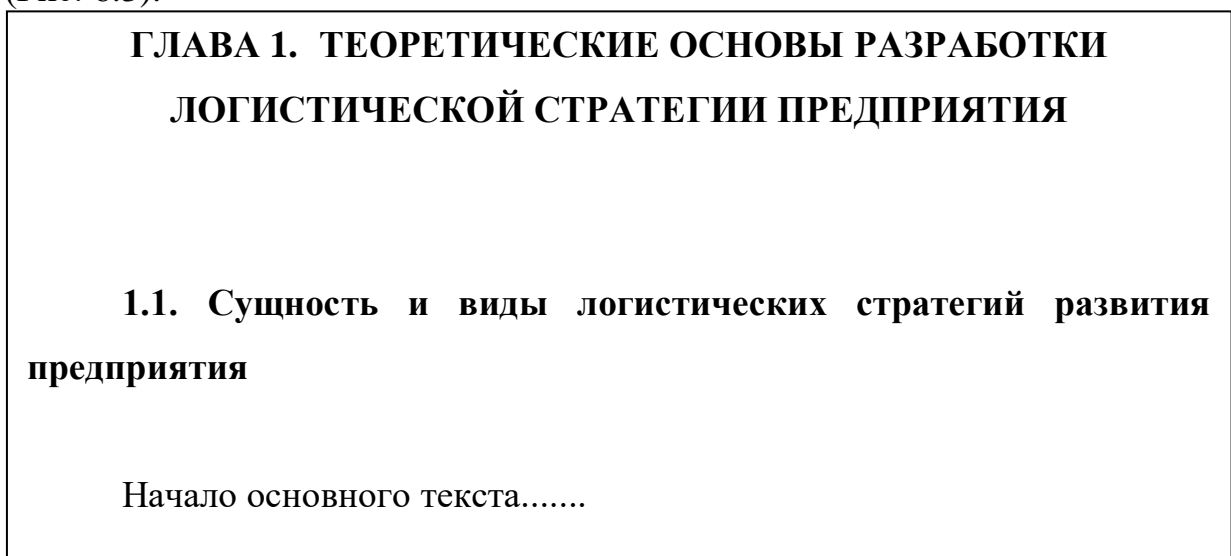 ГЛАВА 1. ТЕОРЕТИЧЕСКИЕ ОСНОВЫ РАЗРАБОТКИ
ЛОГИСТИЧЕСКОЙ СТРАТЕГИИ ПРЕДПРИЯТИЯ
1.1. Сущность и виды логистических стратегий развития
предприятия
Начало основного текста.......